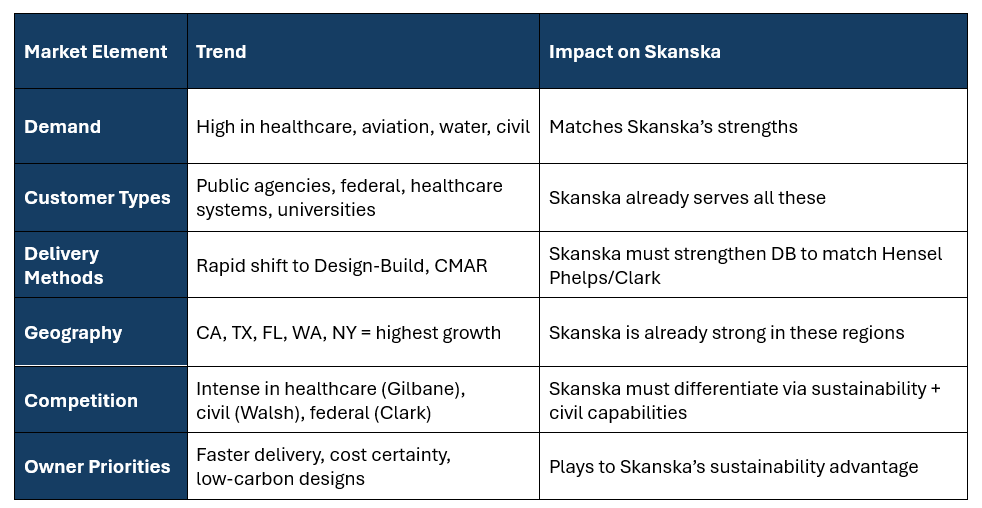 Market Element
Trend
Impact on Skanska
Demand
High in healthcare, aviation, water, civil
Matches Skanska’s strengths
Customer Types
Public agencies, federal, healthcare
systems, universities
Skanska already serves all these
Delivery
Methods
Rapid shift to Design-Build, CMAR
Skanska must strengthen DB to match Hensel
Phelps/Clark
Geography
CA, TX, FL, WA, NY = highest growth
Skanska is already strong in these regions
Competition
Intense in healthcare (Gilbane),
civil (Walsh), federal (Clark)
Skanska must differentiate via sustainability +
civil capabilities
Owner Priorities
Faster delivery, cost certainty,
low-carbon designs
Plays to Skanska’s sustainability advantage